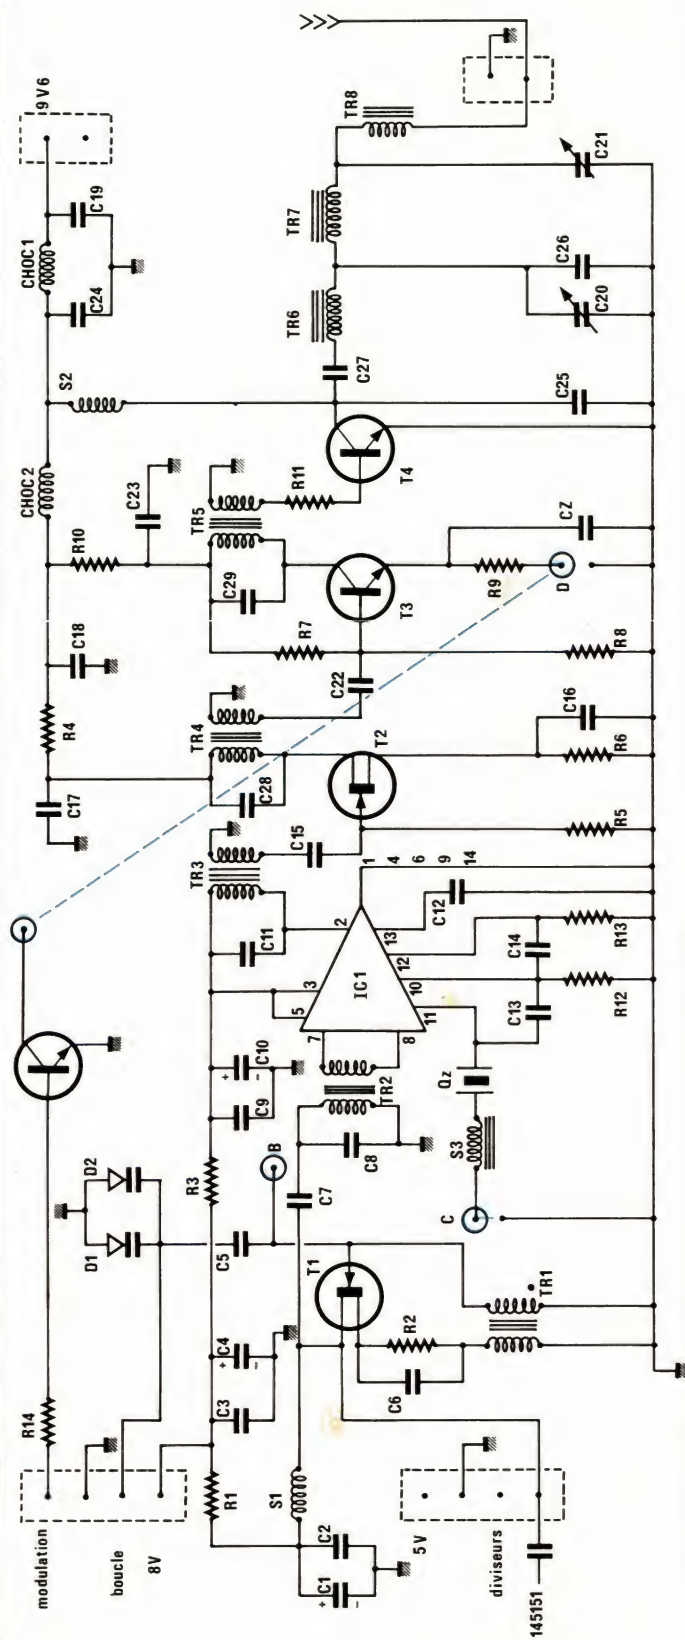 modulation
boucle
8V
R14
D1
D2
R1
C3
+
C4
–
C5
R3
C9
+
C10
–
B
S1
+
C1
–
C2
C7
C8
TR2
7
8
5
3
2
IC1
11
10
12
13
1
4
6
9
14
C11
TR3
C15
C12
C13
C14
R12
R13
Qz
S3
C
T1
R2
C6
TR1
5 V
diviseurs
145151
C17
R4
C18
TR4
C28
C22
T2
R5
R6
C16
CHOC2
R10
C23
TR5
C29
R7
R11
T3
R8
R9
D
CZ
S2
C24
CHOC1
C19
9 V6
T4
C25
C27
TR6
TR7
TR8
C20
C26
C21